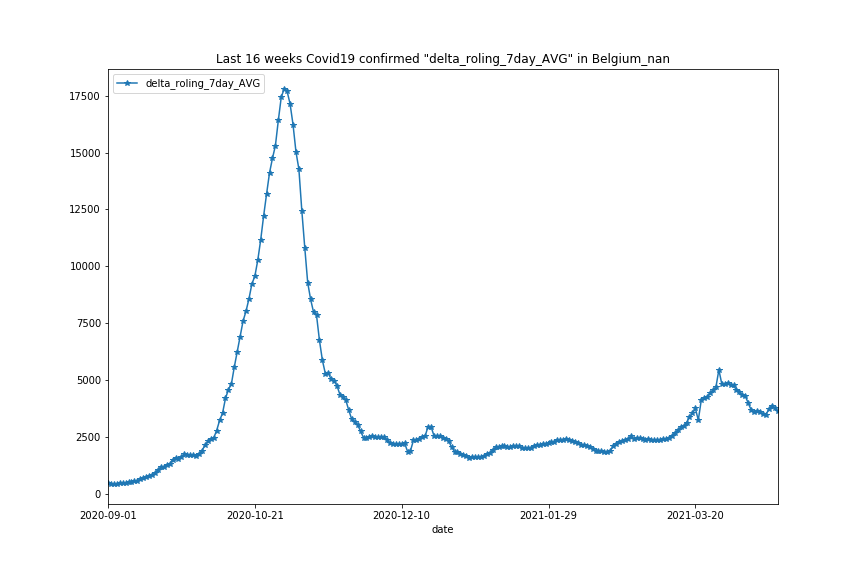 Last 16 weeks Covid19 confirmed "delta_roling_7day_AVG" in Belgium_nan
delta_roling_7day_AVG
17500
15000
12500
10000
7500
5000
2500
0
2020-09-01 2020-10-21 2020-12-10 2021-01-29 2021-03-20
date